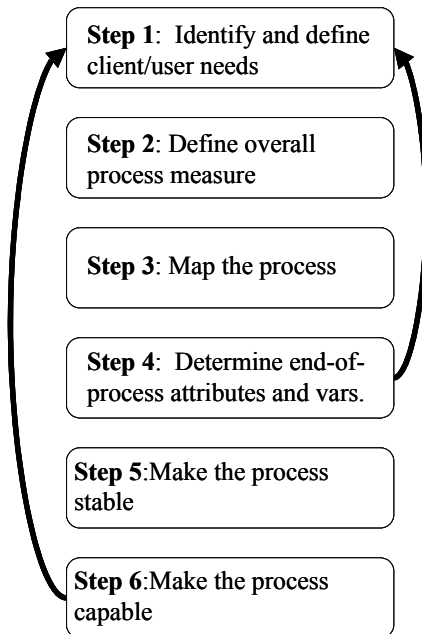 Step 1:  Identify and define
client/user needs
Step 2: Define overall
process measure
Step 3: Map the process
Step 4:  Determine end-of-
process attributes and vars.
Step 5:Make the process
stable
Step 6:Make the process
capable